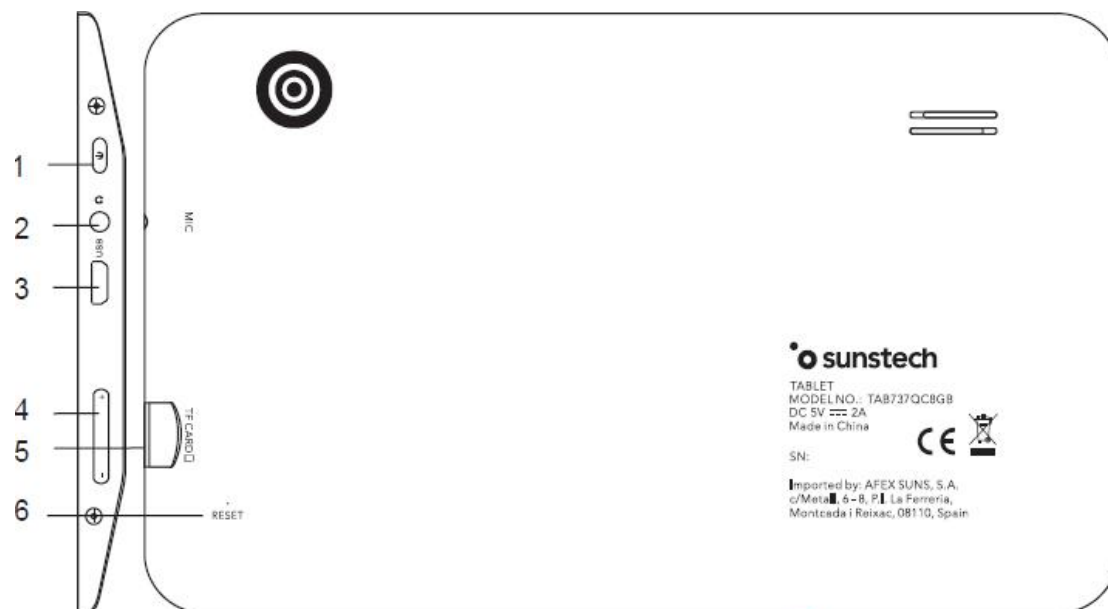 1
2
3
4
5
6
USB
MIC
TF CARD
RESET
sunstech
TABLET
MODEL NO.: TAB737QC8GB
DC 5V ⎓ 2A
Made in China
CE
SN:
Imported by: AFEX SUNS, S.A.
c/Metall, 6-8, P.I. La Ferreria,
Montcada i Reixac, 08110, Spain